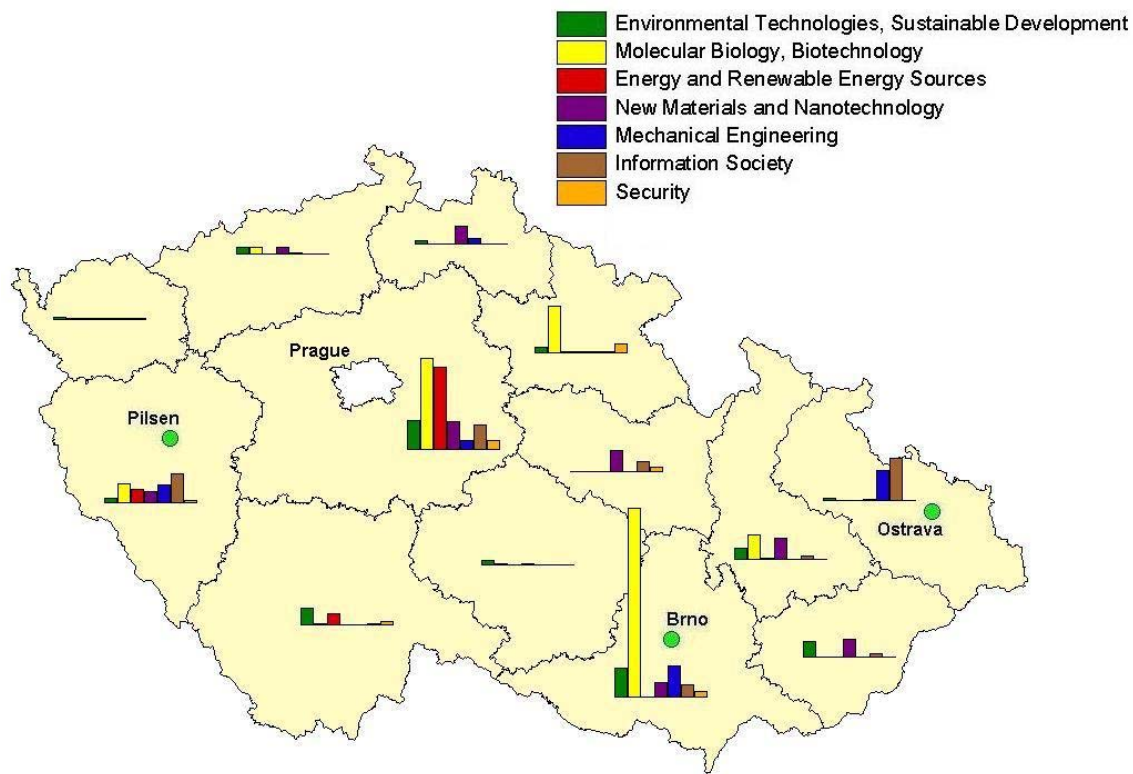 Environmental Technologies, Sustainable Development
Molecular Biology, Biotechnology
Energy and Renewable Energy Sources
New Materials and Nanotechnology
Mechanical Engineering
Information Society
Security
Prague
Pilsen
Ostrava
Brno